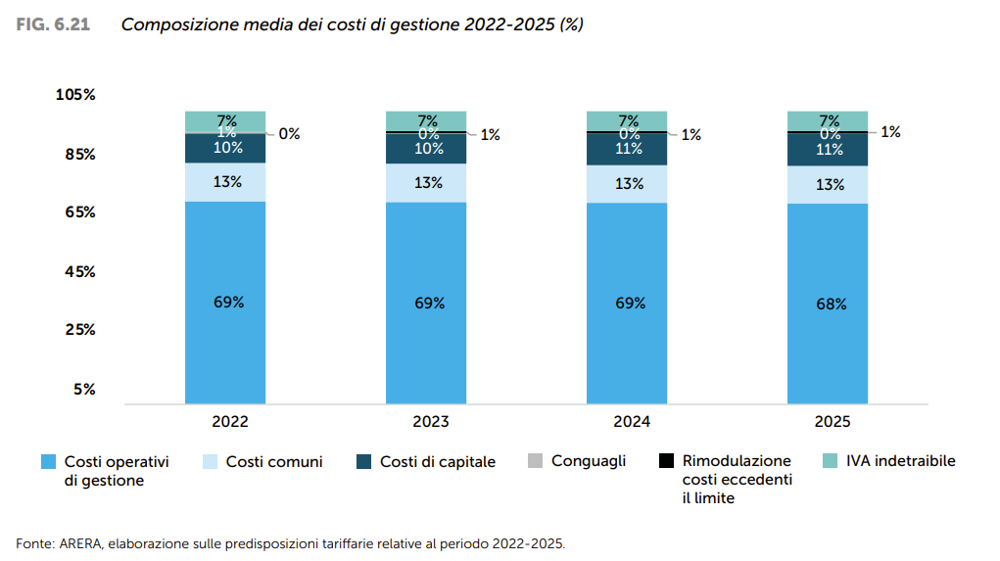 FIG. 6.21 Composizione media dei costi di gestione 2022-2025 (%)
105%
85%
65%
45%
25%
5%
7%
1%
0%
10%
13%
69%
7%
0%
1%
10%
13%
69%
7%
0%
1%
11%
13%
69%
7%
0%
1%
11%
13%
68%
2022 2023 2024 2025
Costi operativi
di gestione
Costi comuni
Costi di capitale
Conguagli
Rimodulazione
costi eccedenti
il limite
IVA indetraibile
Fonte: ARERA, elaborazione sulle predisposizioni tariffarie relative al periodo 2022-2025.